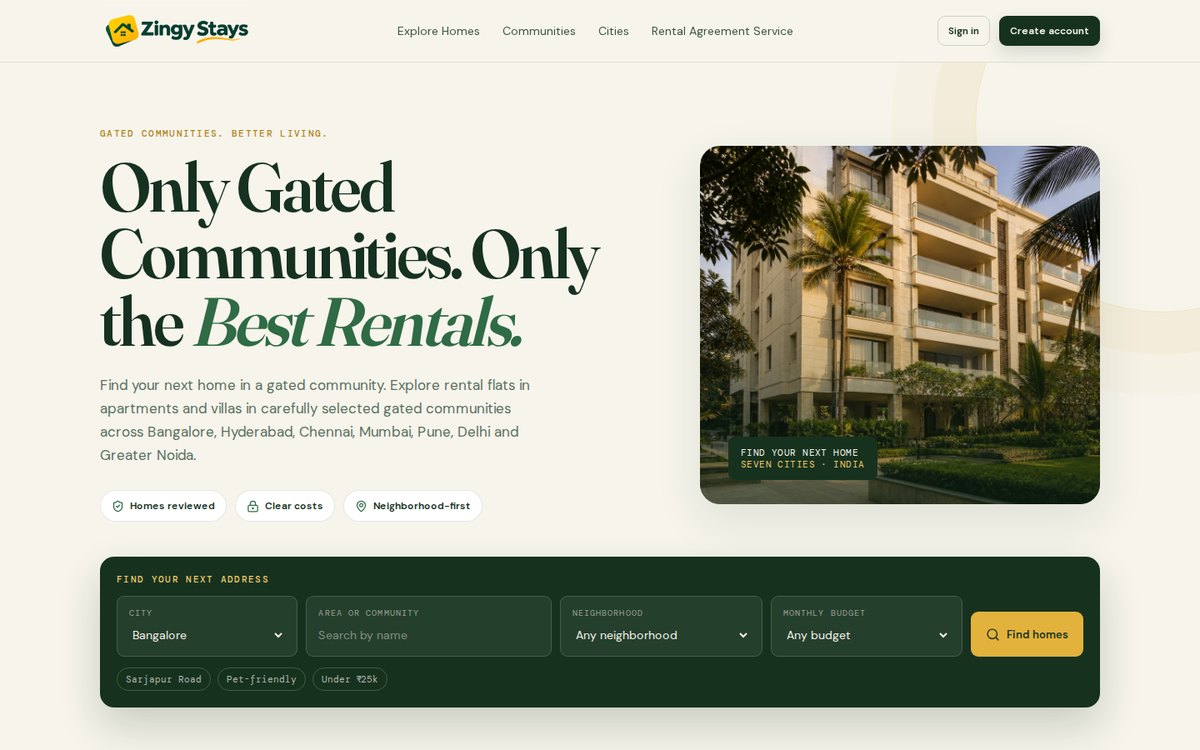 Zingy Stays
Explore Homes
Communities
Cities
Rental Agreement Service
Sign in
Create account
GATED COMMUNITIES. BETTER LIVING.
Only Gated
Communities. Only
the Best Rentals.
Find your next home in a gated community. Explore rental flats in
apartments and villas in carefully selected gated communities
across Bangalore, Hyderabad, Chennai, Mumbai, Pune, Delhi and
Greater Noida.
Homes reviewed
Clear costs
Neighborhood-first
FIND YOUR NEXT HOME
SEVEN CITIES · INDIA
FIND YOUR NEXT ADDRESS
CITY
Bangalore
AREA OR COMMUNITY
Search by name
NEIGHBORHOOD
Any neighborhood
MONTHLY BUDGET
Any budget
Find homes
Sarjapur Road
Pet-friendly
Under ₹25k